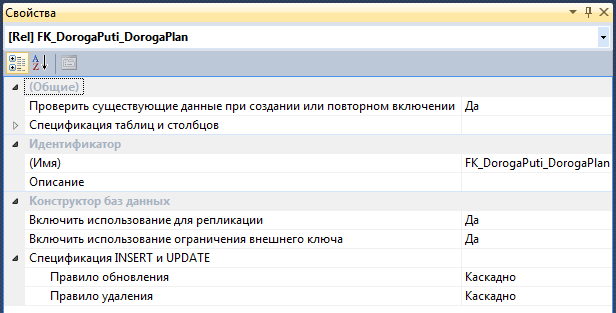 Свойства
[Rel] FK_DorogaPuti_DorogaPlan
(Общие)
Проверить существующие данные при создании или повторном включении Да
Спецификация таблиц и столбцов
Идентификатор
(Имя) FK_DorogaPuti_DorogaPlan
Описание
Конструктор баз данных
Включить использование для репликации Да
Включить использование ограничения внешнего ключа Да
Спецификация INSERT и UPDATE
Правило обновления Каскадно
Правило удаления Каскадно